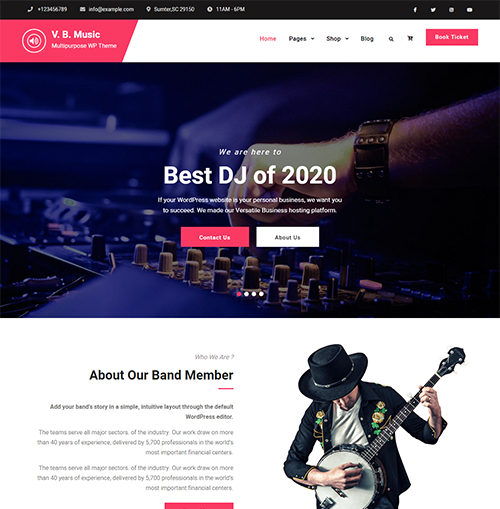 +123456789 info@example.com Sumter,SC 29150 11AM - 6PM
V. B. Music
Multipurpose WP Theme
Home Pages Shop Blog Book Ticket
We are here to
Best DJ of 2020
If your WordPress website is your personal business, we want you
to succeed. We made our Versatile Business hosting platform.
Contact Us About Us
Who We Are ?
About Our Band Member
Add your band's story in a simple, intuitive layout through the default
WordPress editor.
The teams serve all major sectors. of the industry. Our work draw on more
than 40 years of experience, delivered by 5,700 professionals in the world's
most important financial centers.
The teams serve all major sectors. of the industry. Our work draw on more
than 40 years of experience, delivered by 5,700 professionals in the world's
most important financial centers.